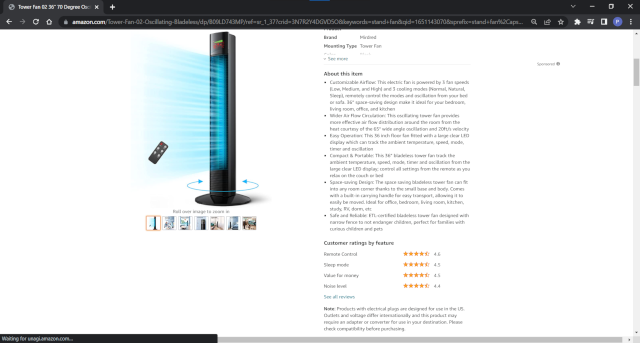 Tower Fan 02 36" 70 Degree Osc
amazon.com/Tower-Fan-02-Oscillating-Bladeless/dp/
Brand Mintred
Mounting Type Tower Fan
See more
Sponsored
About this item
Customizable Airflow: This electric fan is powered by 3 fan speeds
(Low, Medium, and High) and 3 cooling modes (Normal, Natural,
Sleep), remotely control the modes and oscillation from your bed
or sofa. 36" space-saving design make it ideal for your bedroom,
living room, office, and kitchen
Wider Air Flow Circulation: This oscillating tower fan provides
more effective air flow distribution around the room from the
heat courtesy of the 65° wide angle oscillation and 20ft/s velocity
Easy Operation: This 36 inch floor fan fitted with a large clear LED
display which can track the ambient temperature, speed, mode,
timer and oscillation
Compact & Portable: This 36" bladeless tower fan track the
ambient temperature, speed, mode, timer and oscillation from the
large clear LED display, control all settings from the remote as you
relax on the couch or bed
Space-saving Design: The space saving bladeless tower fan can fit
into any room corner thanks to the small base and body. Comes
with a built-in carrying handle for easy transport, allowing it to
easily be moved. Ideal for office, bedroom, living room, kitchen,
study, RV, dorm, etc
Safe and Reliable: ETL-certified bladeless tower fan designed with
narrow fence to not endanger children, perfect for families with
curious children and pets
Roll over image to zoom in
Customer ratings by feature
Remote Control 4.6
Sleep mode 4.5
Value for money 4.5
Noise level 4.4
See all reviews
Note: Products with electrical plugs are designed for use in the US.
Outlets and voltage differ internationally and this product may
require an adapter or converter for use in your destination. Please
check compatibility before purchasing.
Waiting for unagi.amazon.com...